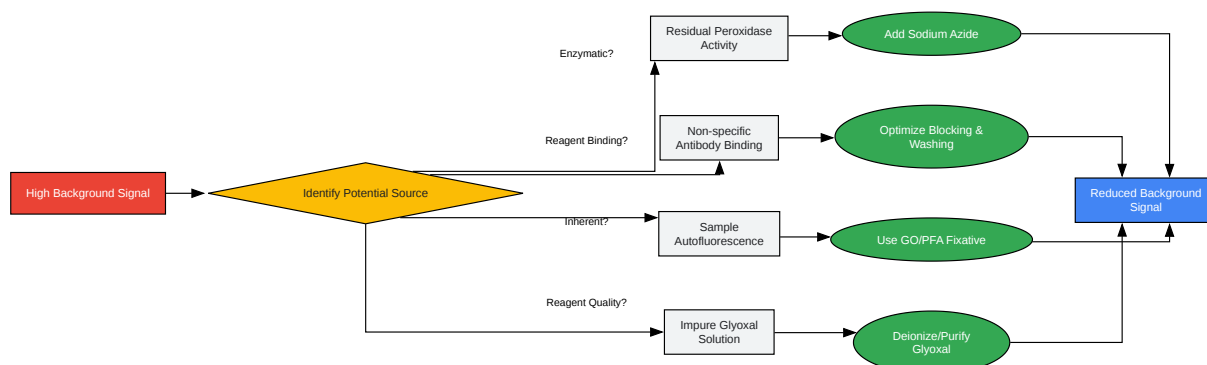 Residual Peroxidase
Activity
Add Sodium Azide
Enzymatic?
Reagent Binding?
Non-specific
Antibody Binding
Optimize Blocking &
Washing
High Background Signal
Identify Potential Source
Reduced Background
Signal
Inherent?
Sample
Autofluorescence
Use GO/PFA Fixative
Reagent Quality?
Impure Glyoxal
Solution
Deionize/Purify
Glyoxal